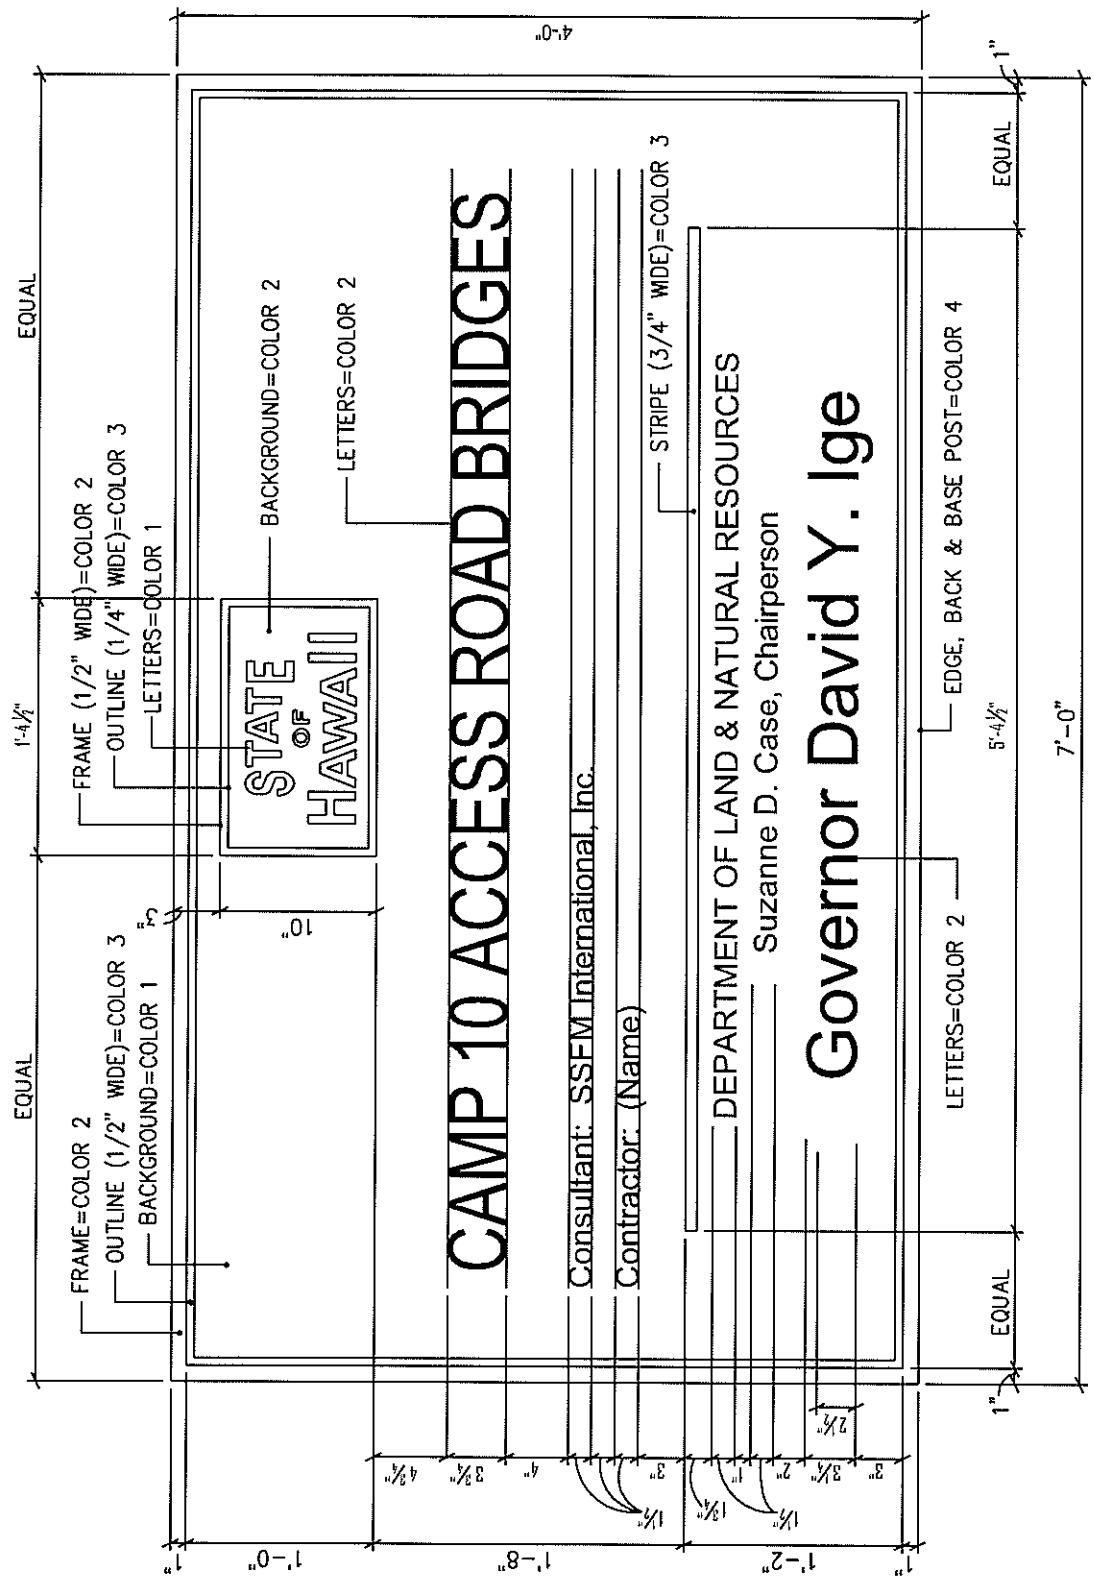 EQUAL
1'-4½"
EQUAL
4'-0"
FRAME=COLOR 2
OUTLINE (1/2" WIDE)=COLOR 3
BACKGROUND=COLOR 1
FRAME (1/2" WIDE)=COLOR 2
OUTLINE (1/4" WIDE)=COLOR 3
LETTERS=COLOR 1
3"
10"
STATE
OF
HAWAII
BACKGROUND=COLOR 2
LETTERS=COLOR 2
CAMP 10 ACCESS ROAD BRIDGES
Consultant: SSFM International, Inc.
Contractor: (Name)
STRIPE (3/4" WIDE)=COLOR 3
DEPARTMENT OF LAND & NATURAL RESOURCES
Suzanne D. Case, Chairperson
Governor David Y. Ige
LETTERS=COLOR 2
EDGE, BACK & BASE POST=COLOR 4
1"
1'-0"
1'-8"
1'-2"
1"
4¾"
3¾"
4"
1½"
3"
1¾"
1½"
1"
2"
3¼"
2½"
3"
1"
EQUAL
5'-4½"
EQUAL
1"
7'-0"